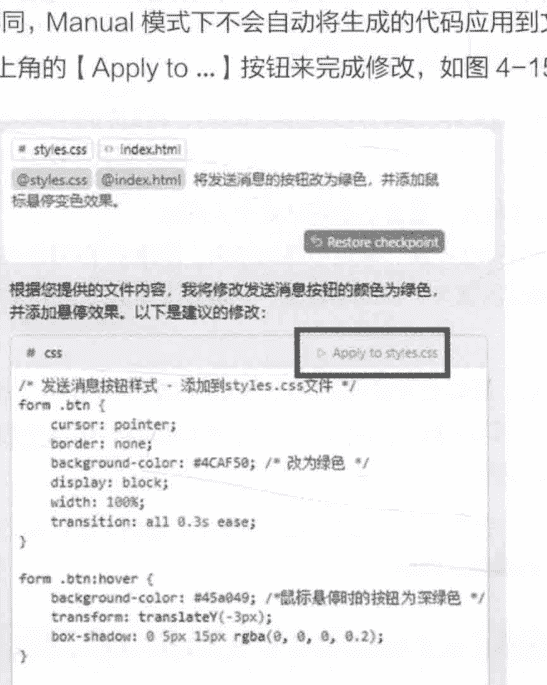 同，Manual 模式下不会自动将生成的代码应用到
上角的【Apply to ...】按钮来完成修改，如图 4-15
# styles.css <> index.html
@styles.css @index.html 将发送消息的按钮改为绿色，并添加鼠
标悬停变色效果。
Restore checkpoint
根据您提供的文件内容，我将修改发送消息按钮的颜色为绿色，
并添加悬停效果。以下是建议的修改：
# css ▷ Apply to styles.css
/* 发送消息按钮样式 - 添加到styles.css文件 */
form .btn {
    cursor: pointer;
    border: none;
    background-color: #4CAF50; /* 改为绿色 */
    display: block;
    width: 100%;
    transition: all 0.3s ease;
}
form .btn:hover {
    background-color: #45a049; /*鼠标悬停时的按钮为深绿色 */
    transform: translateY(-3px);
    box-shadow: 0 5px 15px rgba(0, 0, 0, 0.2);
}